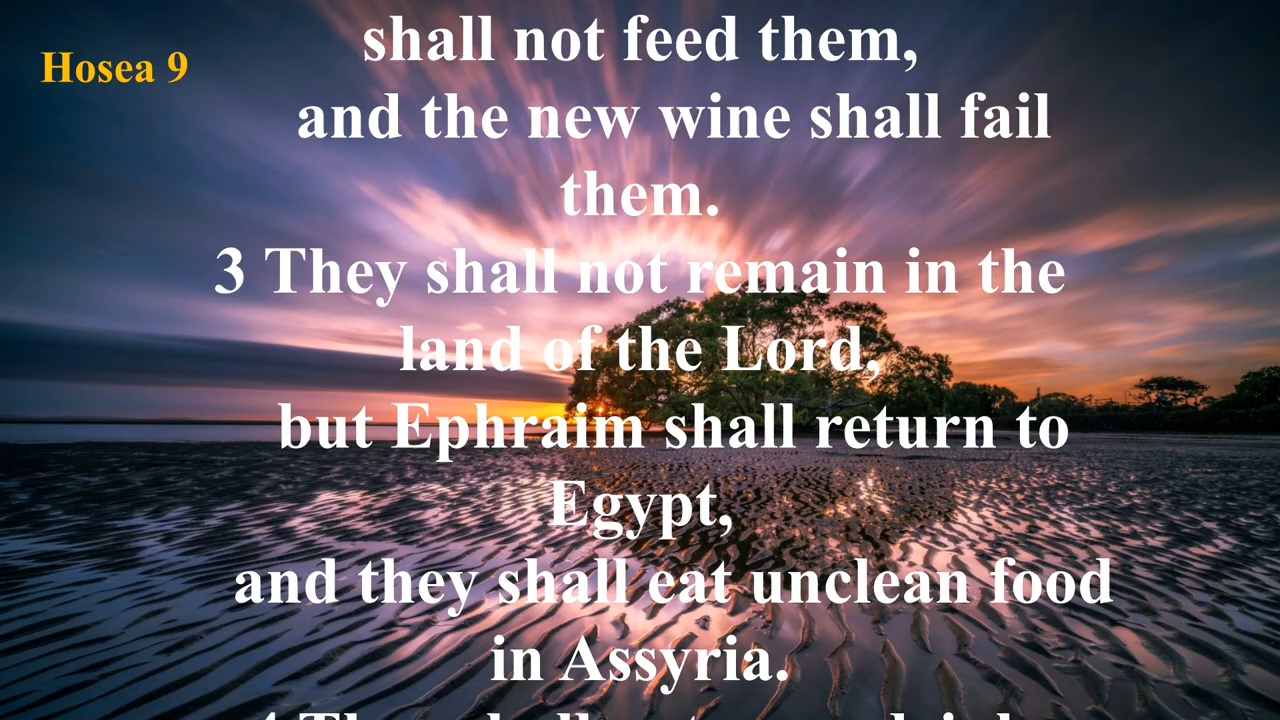 Hosea 9
shall not feed them,
and the new wine shall fail
them.
3 They shall not remain in the
land of the Lord,
but Ephraim shall return to
Egypt,
and they shall eat unclean food
in Assyria.